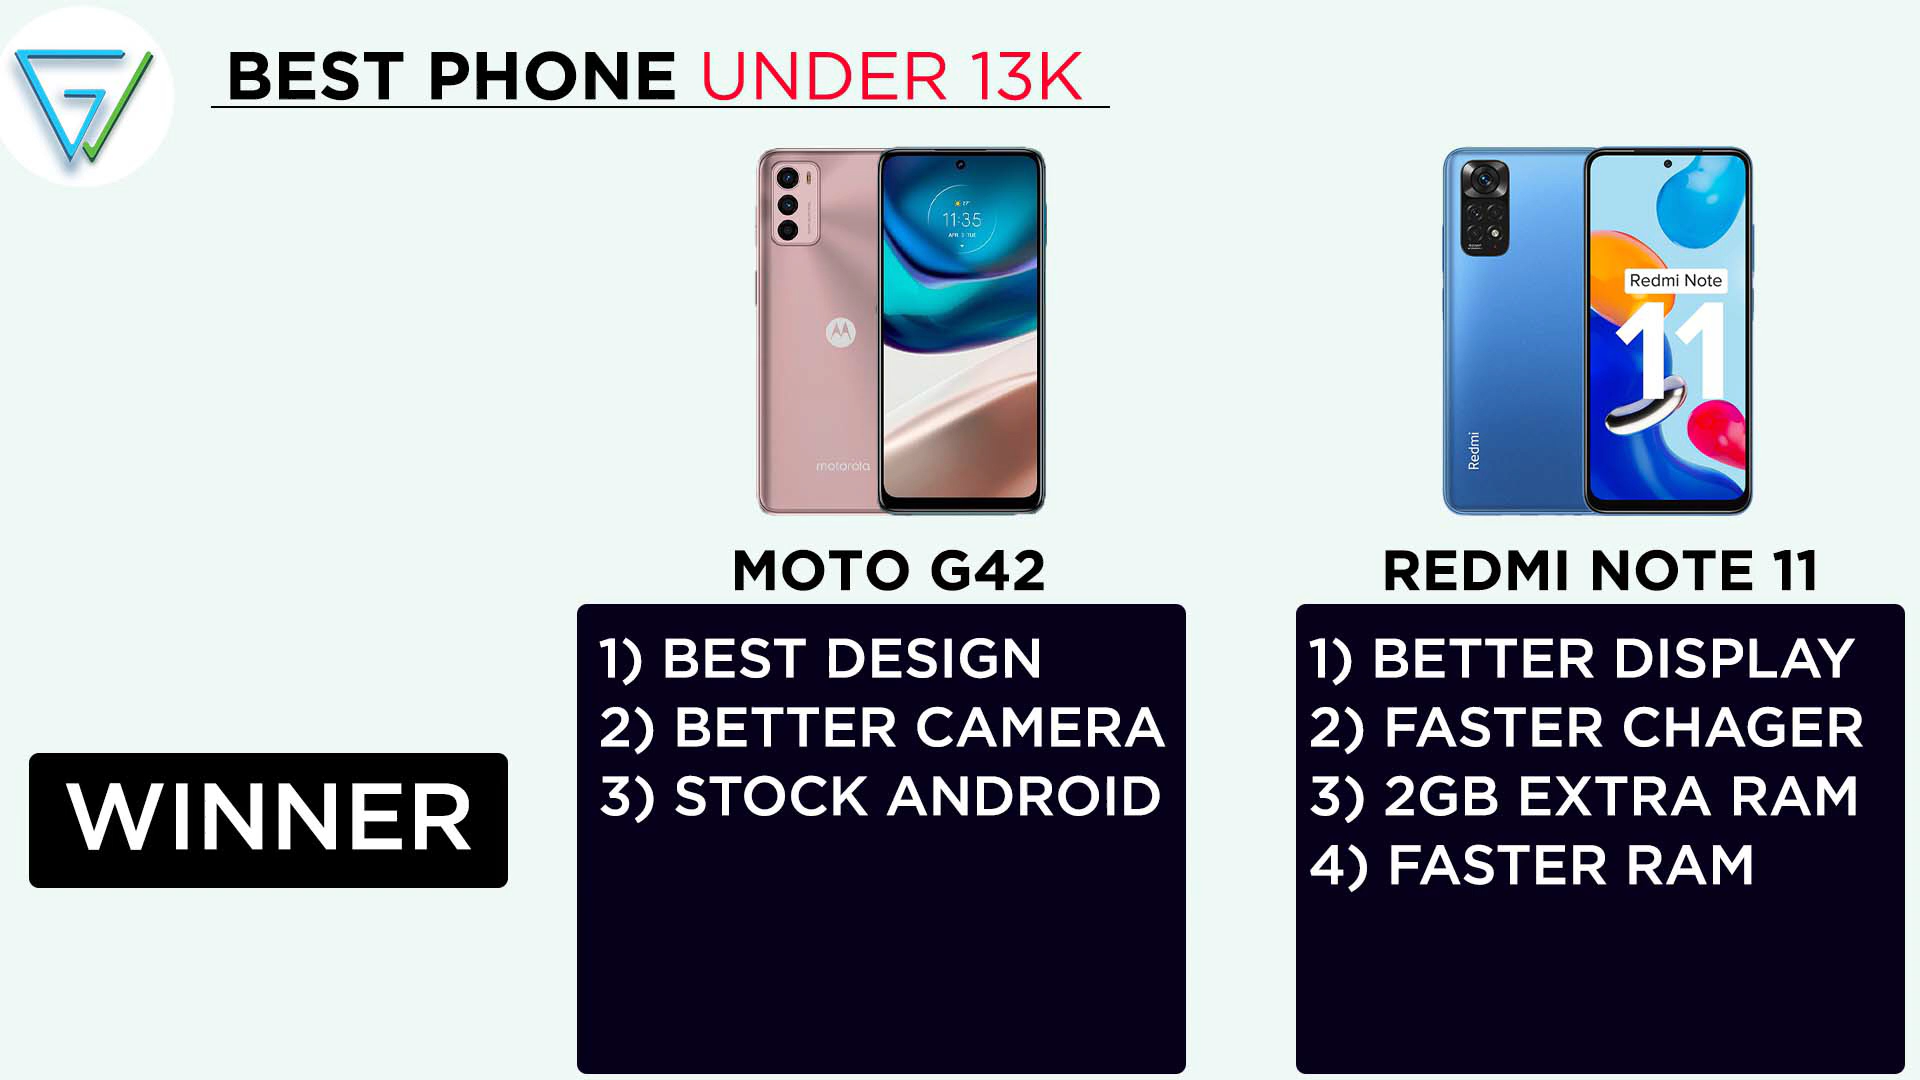 BEST PHONE UNDER 13K
11:35
motorola
Redmi Note
11
Redmi
MOTO G42
REDMI NOTE 11
1) BEST DESIGN
2) BETTER CAMERA
3) STOCK ANDROID
1) BETTER DISPLAY
2) FASTER CHAGER
3) 2GB EXTRA RAM
4) FASTER RAM
WINNER